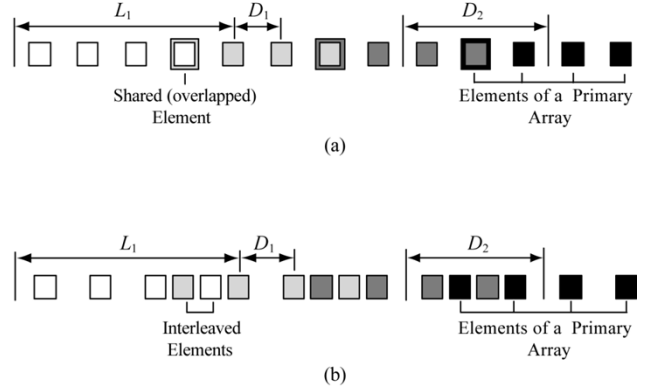 L1 D1 D2
Shared (overlapped) Elements of a Primary
Element Array
(a)
L1 D1 D2
Interleaved Elements of a Primary
Elements Array
(b)